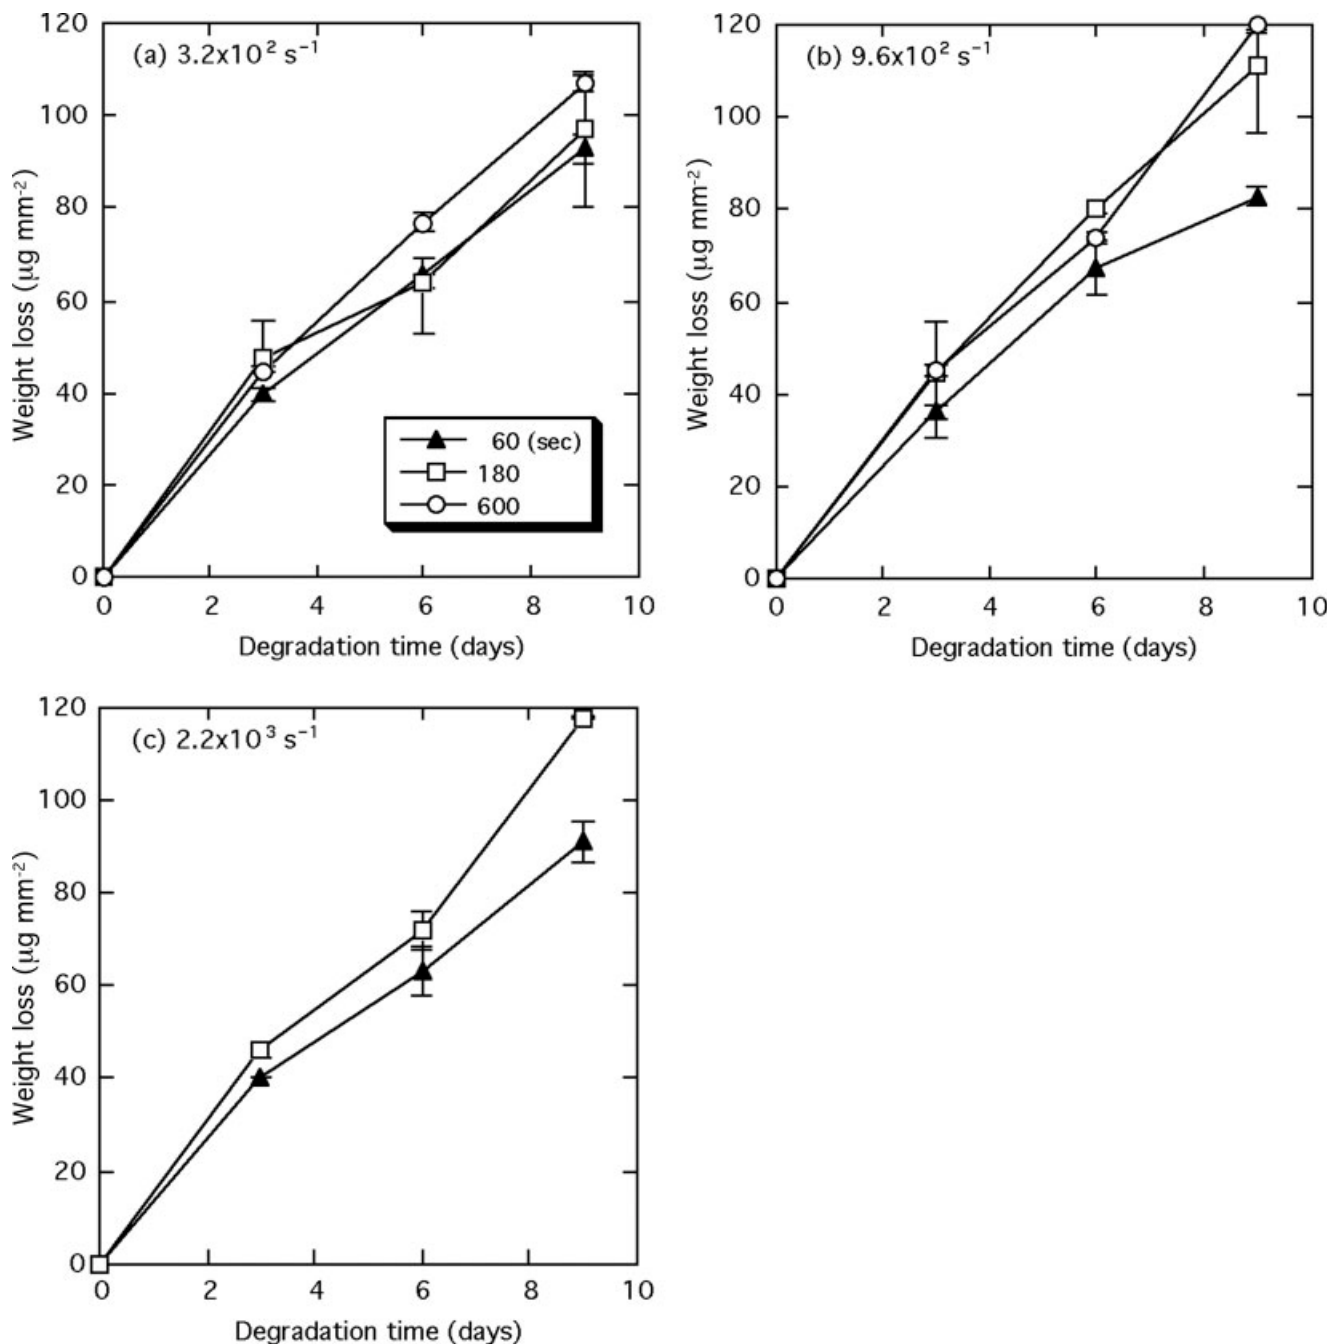 (a) 3.2x10² s⁻¹
120
100
80
60
40
20
0
Weight loss (μg mm⁻²)
60 (sec)
180
600
0 2 4 6 8 10
Degradation time (days)
(b) 9.6x10² s⁻¹
120
100
80
60
40
20
0
Weight loss (μg mm⁻²)
0 2 4 6 8 10
Degradation time (days)
(c) 2.2x10³ s⁻¹
120
100
80
60
40
20
0
Weight loss (μg mm⁻²)
0 2 4 6 8 10
Degradation time (days)